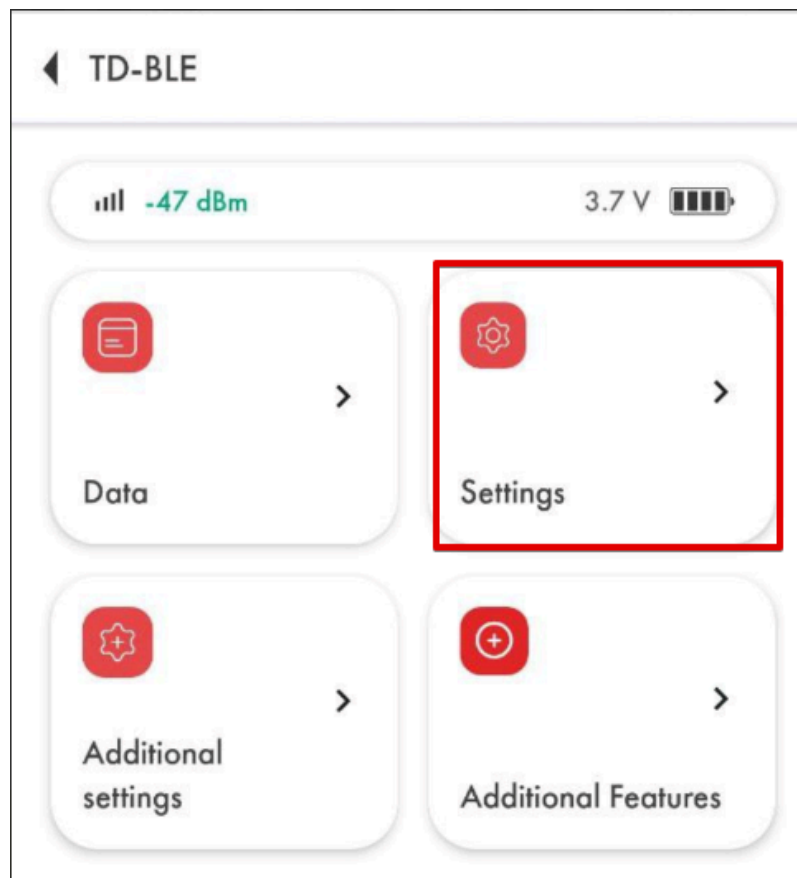 TD-BLE
-47 dBm 3.7 V
Data
Settings
Additional
settings
Additional Features